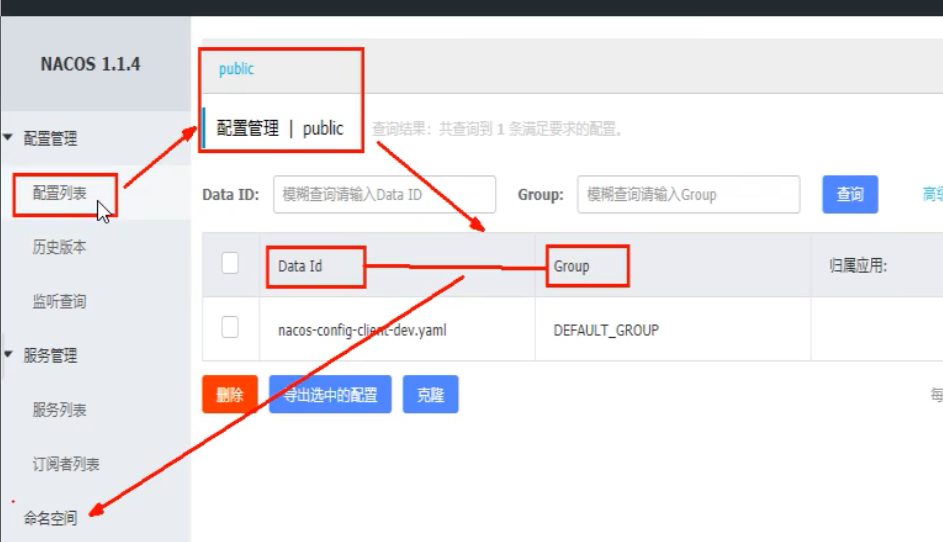 NACOS 1.1.4
配置管理
配置列表
历史版本
监听查询
服务管理
服务列表
订阅者列表
命名空间
public
配置管理 | public 查询结果：共查询到 1 条满足要求的配置。
Data ID: 模糊查询请输入Data ID Group: 模糊查询请输入Group 查询 高级
Data Id Group 归属应用:
nacos-config-client-dev.yaml DEFAULT_GROUP
删除 导出选中的配置 克隆 每